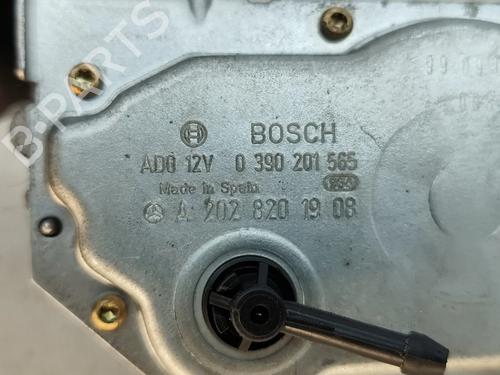 B-PARTS
BOSCH
AD0 12V 0 390 201 565
Made in Spain
A 202 820 19 08